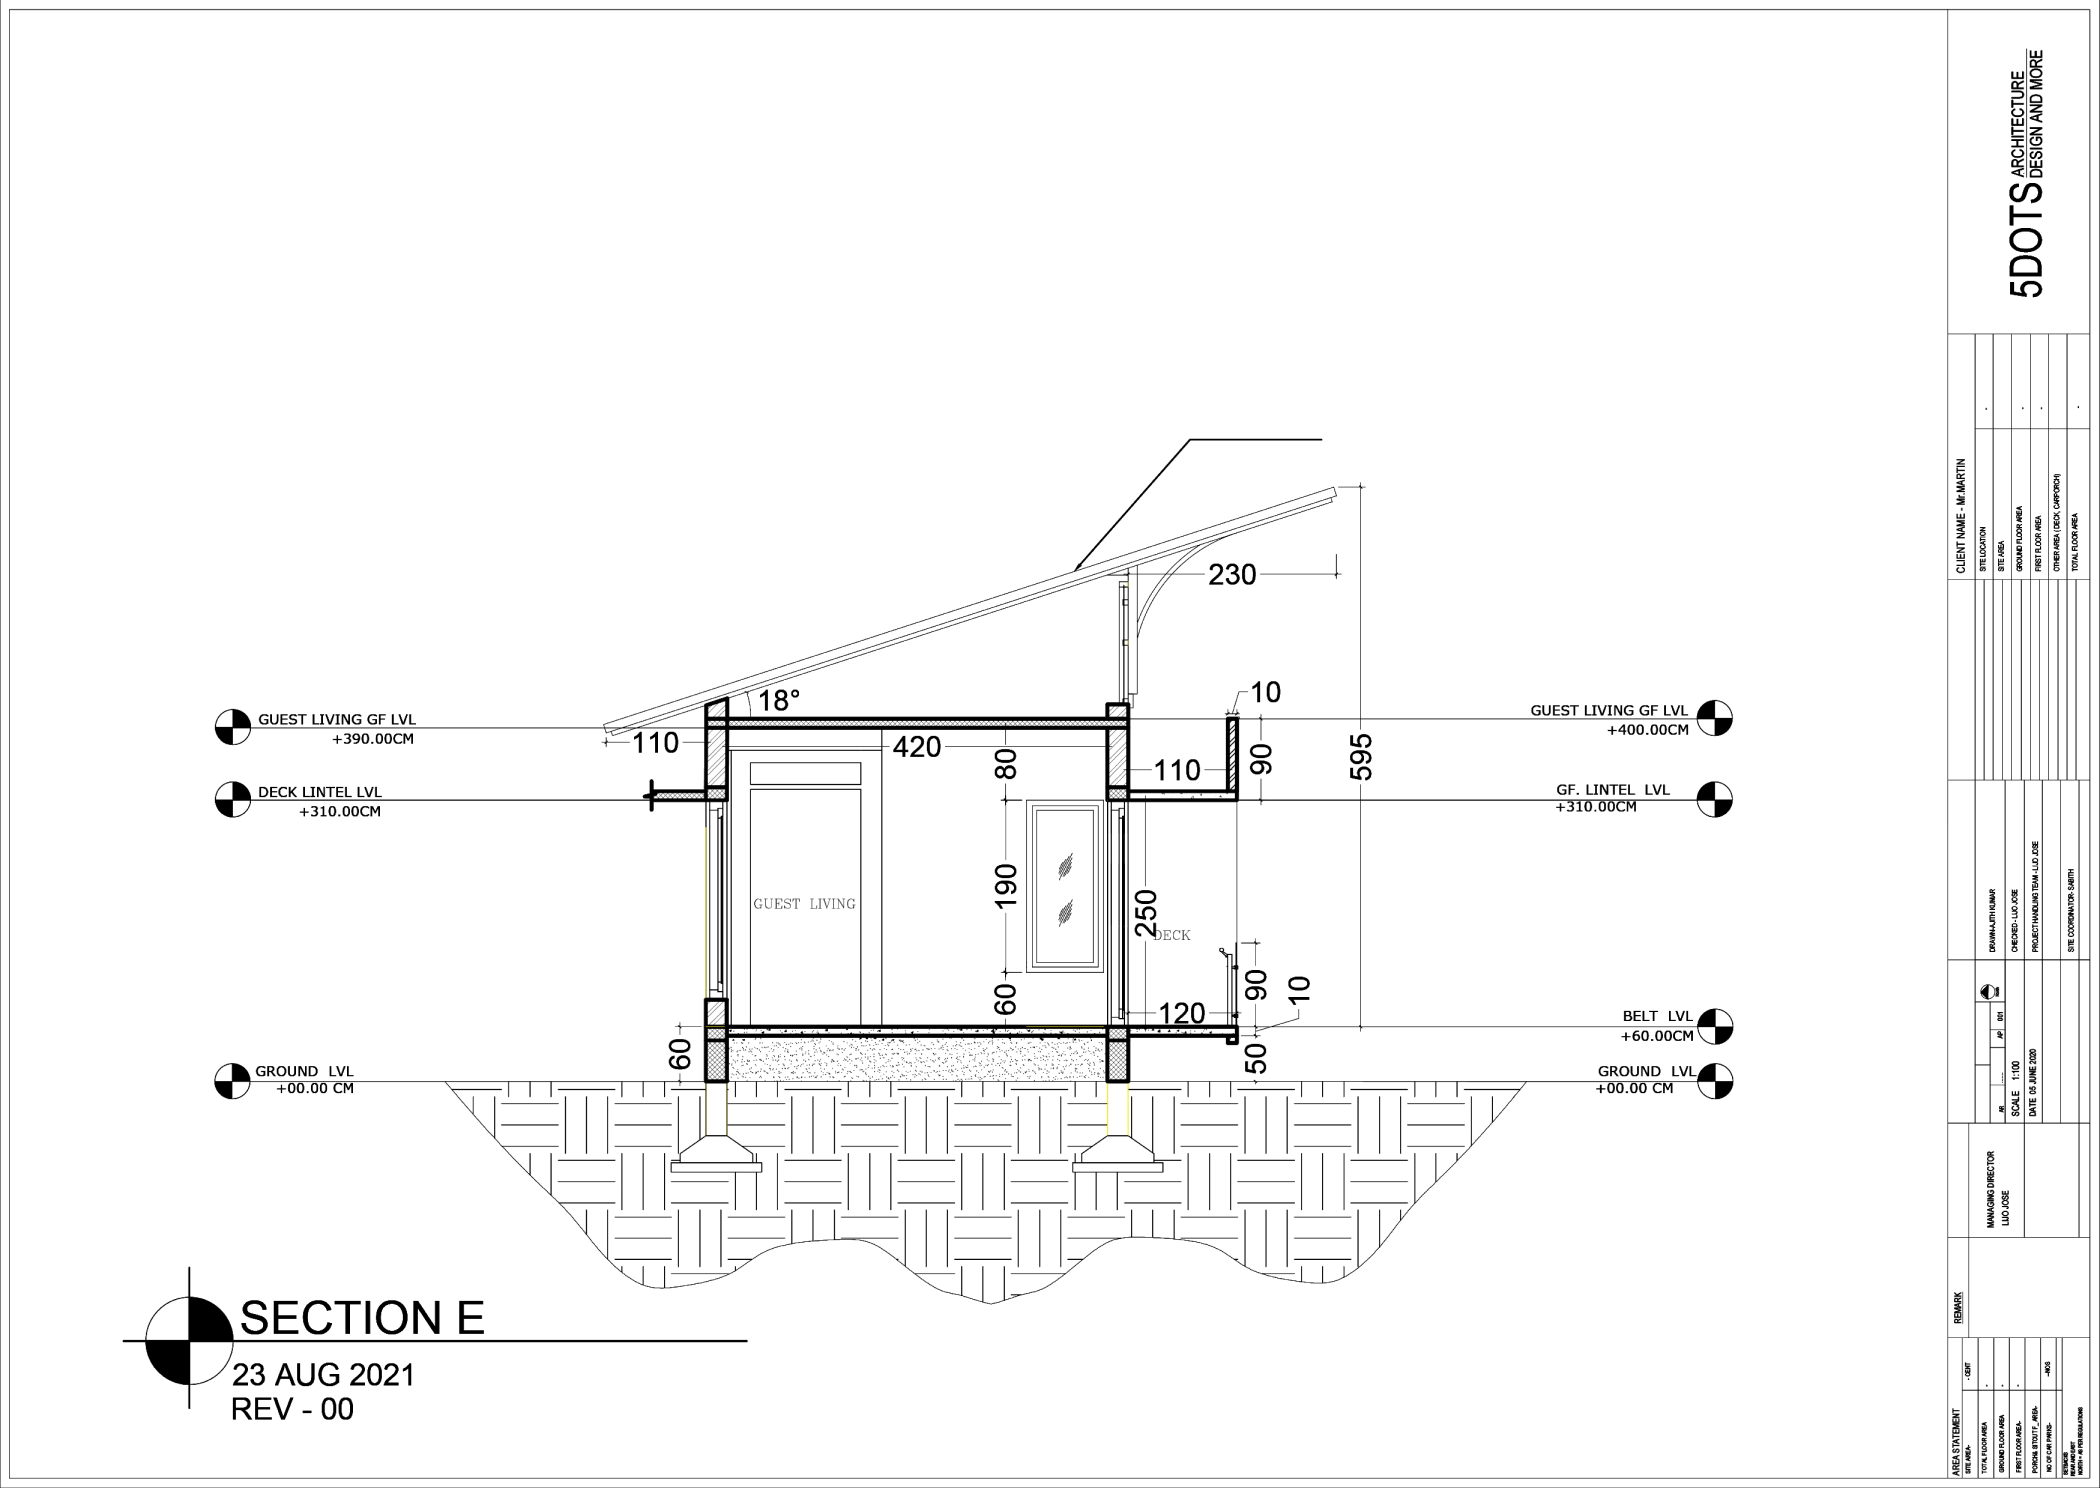 SECTION E
23 AUG 2021
REV - 00
GUEST LIVING GF LVL
+390.00CM
DECK LINTEL LVL
+310.00CM
GROUND LVL
+00.00 CM
GUEST LIVING GF LVL
+400.00CM
GF. LINTEL LVL
+310.00CM
BELT LVL
+60.00CM
GROUND LVL
+00.00 CM
18°
230
10
110
420
80
110
90
595
190
250
GUEST LIVING
DECK
60
120
90
10
60
50
5DOTS
ARCHITECTURE
DESIGN AND MORE
CLIENT NAME - Mr.MARTIN
SITE LOCATION
SITE AREA
GROUND FLOOR AREA
FIRST FLOOR AREA
OTHER AREA ( DECK, CARPORCH)
TOTAL FLOOR AREA
DRAWN-AJITH KUMAR
CHECKED - LIJO JOSE
PROJECT HANDLING TEAM -LIJO JOSE
SITE COORDINATOR- SABITH
AR
AP
001
SCALE 1:100
DATE 05 JUNE 2020
MANAGING DIRECTOR
LIJO JOSE
REMARK
AREA STATEMENT
SITE AREA-
- CENT
TOTAL FLOOR AREA
GROUND FLOOR AREA
FIRST FLOOR AREA-
PORCH& SITOUT F_ AREA-
NO OF CAR PARKS-
--NOS